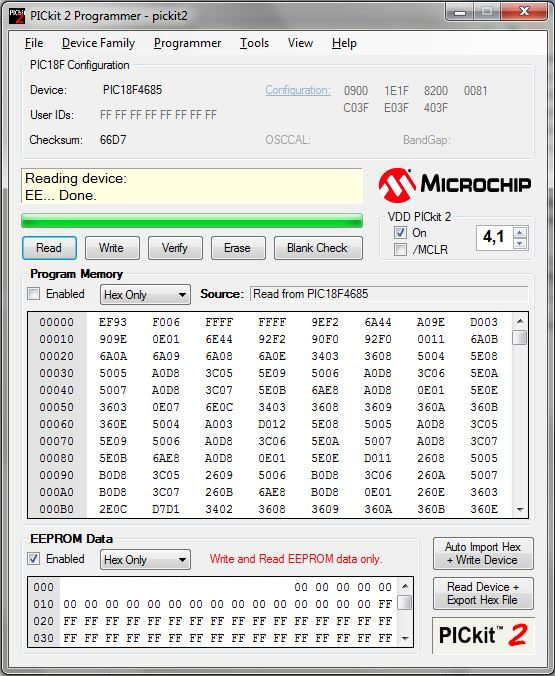 PICkit 2 Programmer - pickit2
File Device Family Programmer Tools View Help
PIC18F Configuration
Device: PIC18F4685 Configuration: 0900 1E1F 8200 0081
C03F E03F 403F
User IDs: FF FF FF FF FF FF FF FF
Checksum: 66D7 OSCCAL: BandGap:
Reading device:
EE... Done.
MICROCHIP
VDD PICkit 2
On
/MCLR
4,1
Read Write Verify Erase Blank Check
Program Memory
Enabled Hex Only Source: Read from PIC18F4685
00000 EF93 F006 FFFF FFFF 9EF2 6A44 A09E D003
00010 909E 0E01 6E44 92F2 90F0 92F0 0011 6A0B
00020 6A0A 6A09 6A08 6A0E 3403 3608 5004 5E08
00030 5005 A0D8 3C05 5E09 5006 A0D8 3C06 5E0A
00040 5007 A0D8 3C07 5E0B 6AE8 A0D8 0E01 5E0E
00050 3603 0E07 6E0C 3403 3608 3609 360A 360B
00060 360E 5004 A003 D012 5E08 5005 A0D8 3C05
00070 5E09 5006 A0D8 3C06 5E0A 5007 A0D8 3C07
00080 5E0B 6AE8 A0D8 0E01 5E0E D011 2608 5005
00090 B0D8 3C05 2609 5006 B0D8 3C06 260A 5007
000A0 B0D8 3C07 260B 6AE8 B0D8 0E01 260E 3603
000B0 2E0C D7D1 3402 3608 3609 360A 360B 360E
EEPROM Data
Enabled Hex Only Write and Read EEPROM data only.
000 00 00 00 00 00
010 00 00 00 00 00 00 00 00 00 00 00 00 00 00 00 FF
020 FF FF FF FF FF FF FF FF FF FF FF FF FF FF FF FF
030 FF FF FF FF FF FF FF FF FF FF FF FF FF FF FF FF
Auto Import Hex
+ Write Device
Read Device +
Export Hex File
PICkit™ 2